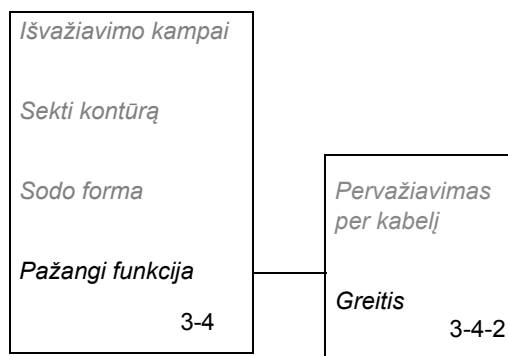 Išvažiavimo kampai
Sekti kontūrą
Sodo forma
Pažangi funkcija
3-4
Pervažiavimas
per kabelį
Greitis
3-4-2